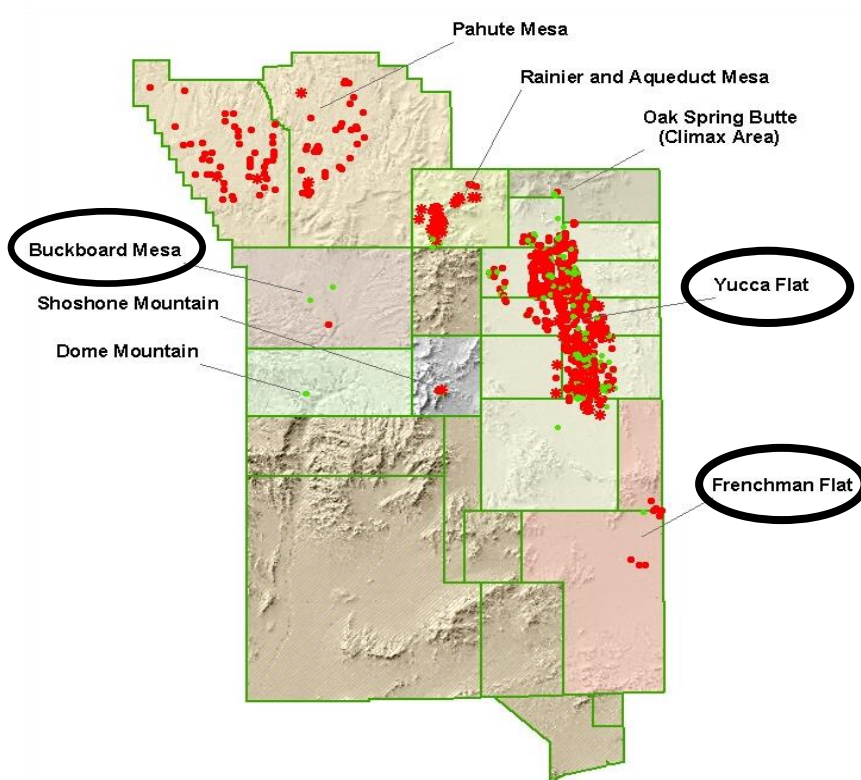 Pahute Mesa
Rainier and Aqueduct Mesa
Oak Spring Butte
(Climax Area)
Buckboard Mesa
Yucca Flat
Shoshone Mountain
Dome Mountain
Frenchman Flat